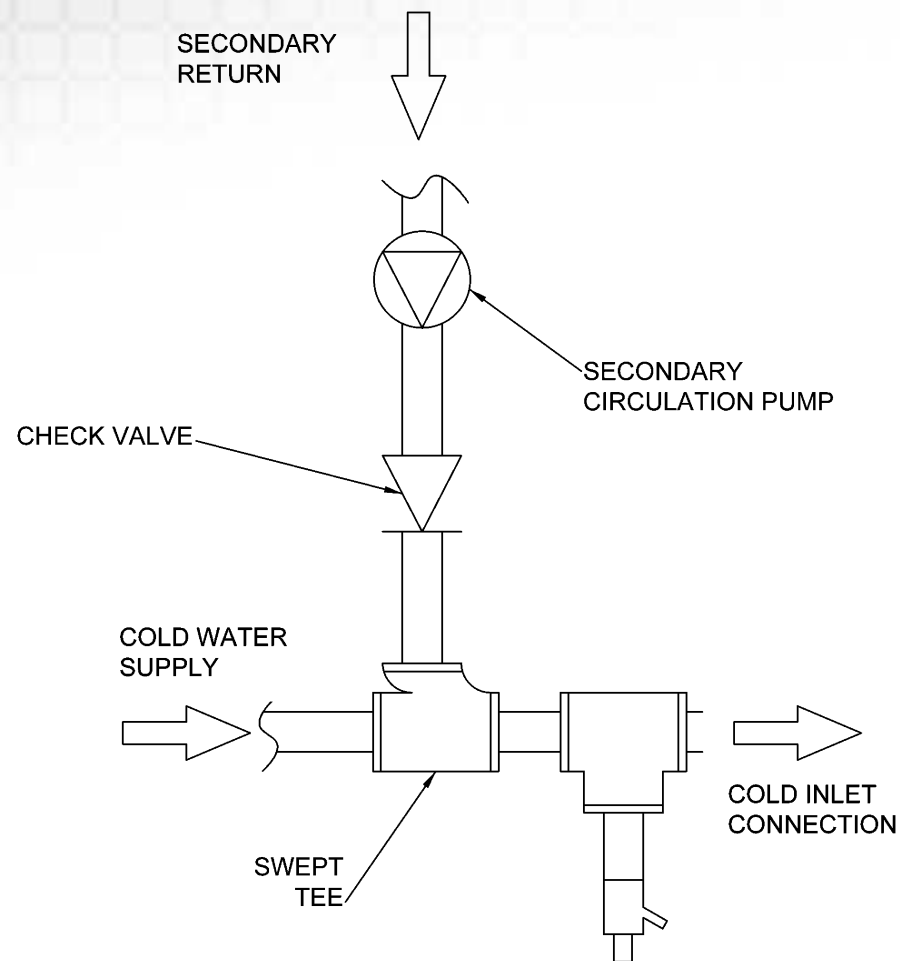 SECONDARY
RETURN
SECONDARY
CIRCULATION PUMP
CHECK VALVE
COLD WATER
SUPPLY
COLD INLET
CONNECTION
SWEPT
TEE